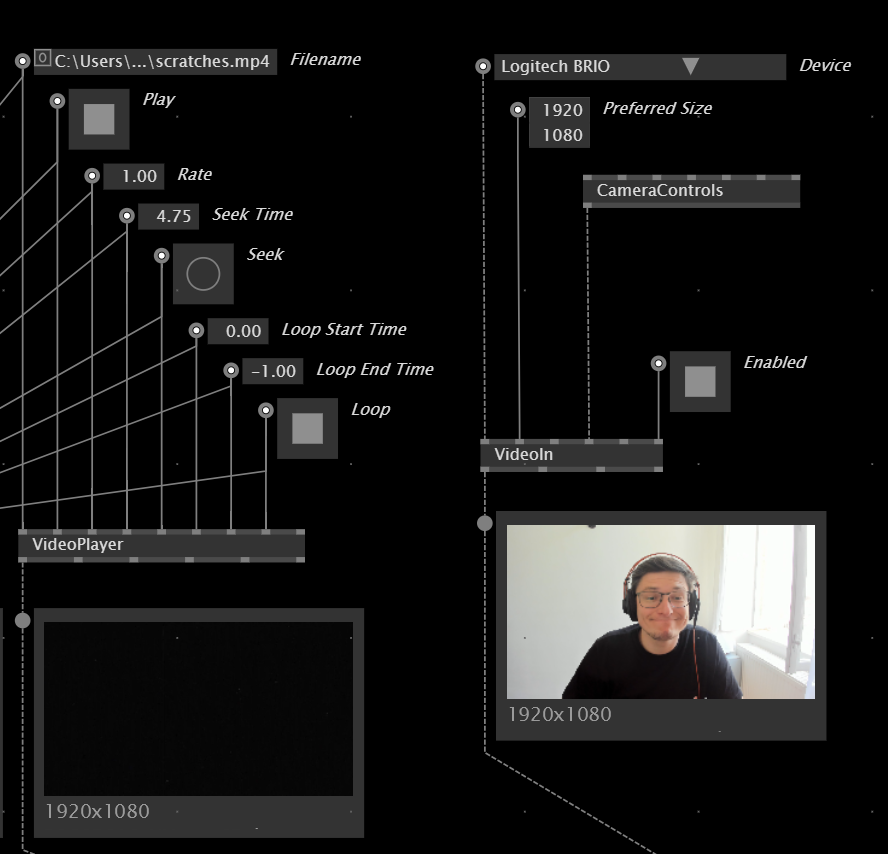 C:\Users\...\scratches.mp4 Filename
Play
1.00 Rate
4.75 Seek Time
Seek
0.00 Loop Start Time
-1.00 Loop End Time
Loop
VideoPlayer
1920x1080
Logitech BRIO Device
1920 Preferred Size
1080
CameraControls
Enabled
VideoIn
1920x1080